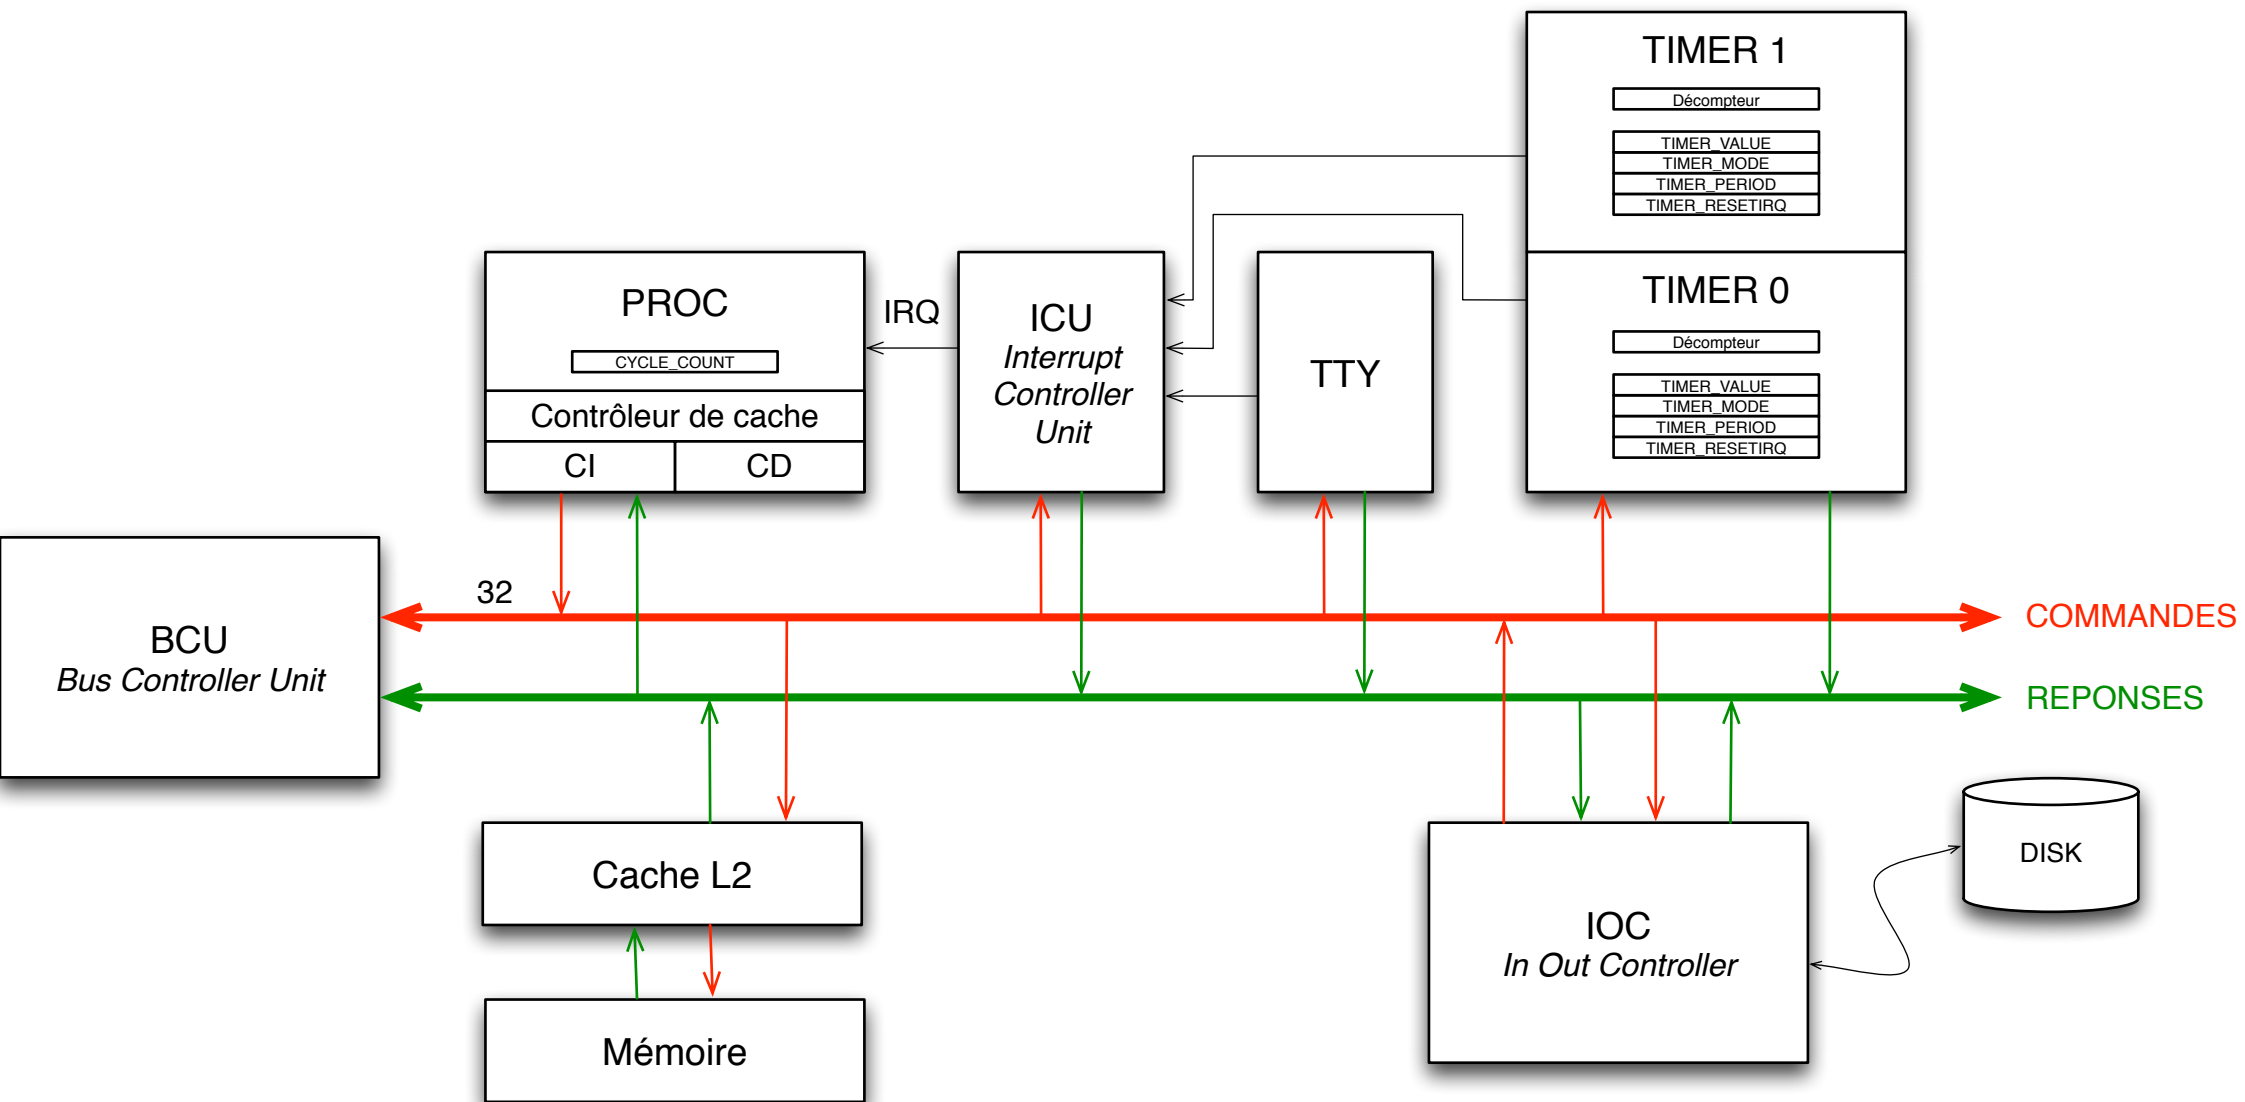 TIMER 1
Décompteur
TIMER_VALUE
TIMER_MODE
TIMER_PERIOD
TIMER_RESETIRQ
PROC
CYCLE_COUNT
Contrôleur de cache
CI
CD
IRQ
ICU
Interrupt
Controller
Unit
TTY
TIMER 0
Décompteur
TIMER_VALUE
TIMER_MODE
TIMER_PERIOD
TIMER_RESETIRQ
BCU
Bus Controller Unit
32
COMMANDES
REPONSES
Cache L2
Mémoire
IOC
In Out Controller
DISK